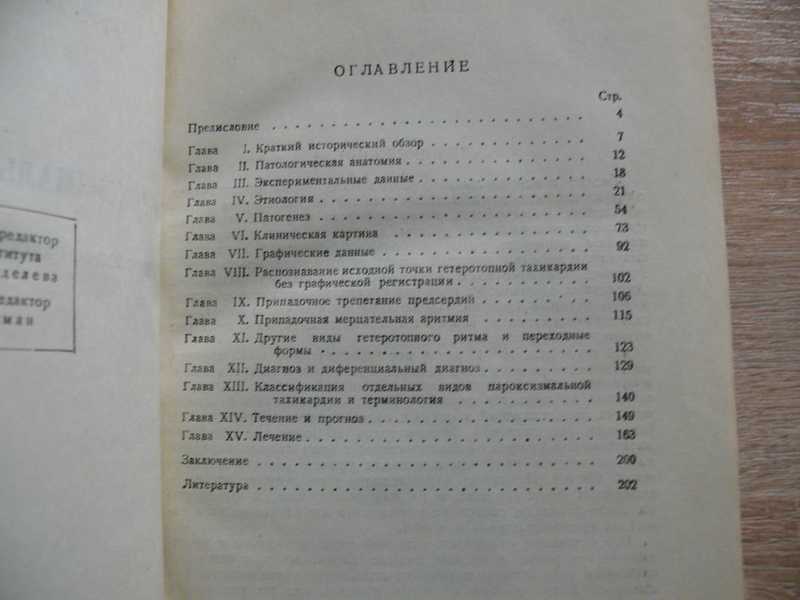 ОГЛАВЛЕНИЕ
Стр.
Предисловие 4
Глава I. Краткий исторический обзор 7
Глава II. Патологическая анатомия 12
Глава III. Экспериментальные данные 18
Глава IV. Этиология 21
Глава V. Патогенез 54
Глава VI. Клиническая картина 73
Глава VII. Графические данные 92
Глава VIII. Распознавание исходной точки гетеротопной тахикардии
без графической регистрации 102
Глава IX. Припадочное трепетание предсердий 106
Глава X. Припадочная мерцательная аритмия 115
Глава XI. Другие виды гетеротопного ритма и переходные
формы 123
Глава XII. Диагноз и диференциальный диагноз 129
Глава XIII. Классификация отдельных видов пароксизмальной
тахикардии и терминология 140
Глава XIV. Течение и прогноз 149
Глава XV. Лечение 163
Заключение 200
Литература 202
редактор
ститута
делева
едактор
ман